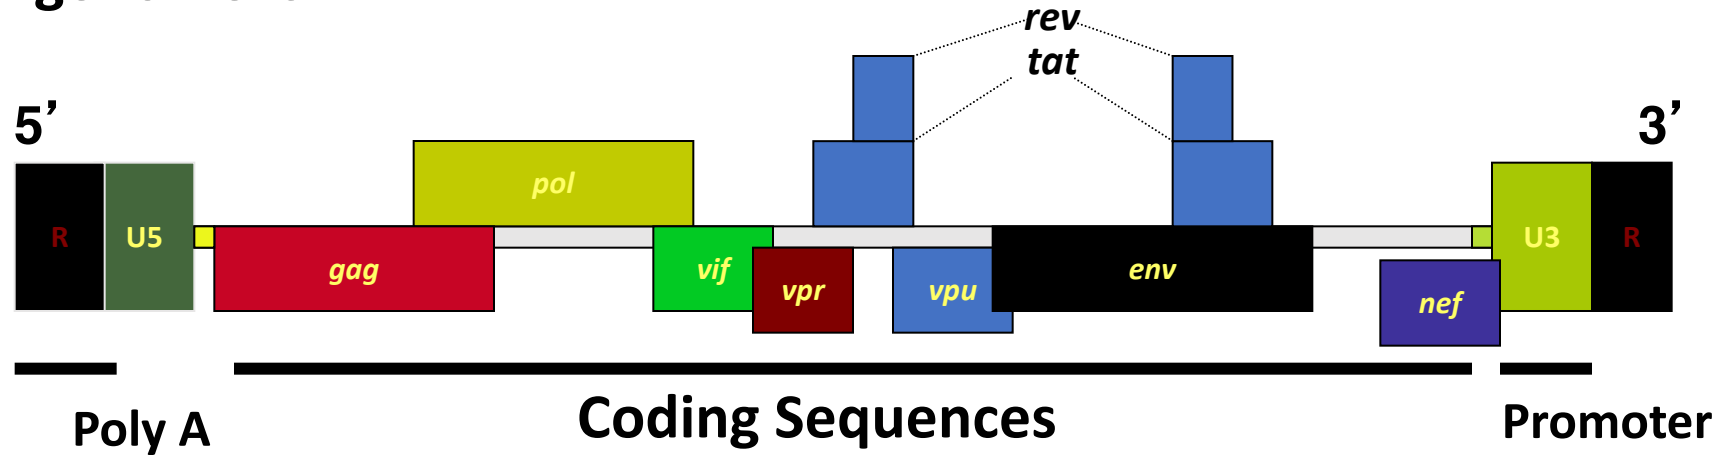 rev
tat
5’
3’
pol
R
U5
U3
R
gag
vif
env
vpr
vpu
nef
Poly A
Coding Sequences
Promoter